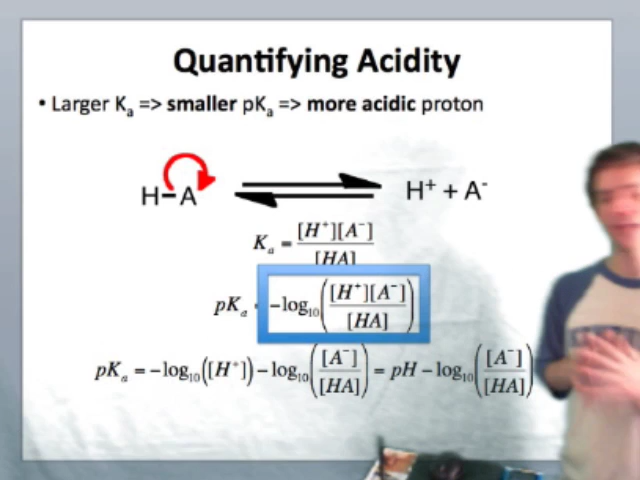 Quantifying Acidity
• Larger Ka => smaller pKa => more acidic proton
H–A ⇌ H⁺ + A⁻
Ka = [H⁺][A⁻] / [HA]
pKa = −log₁₀([H⁺][A⁻] / [HA])
pKa = −log₁₀([H⁺]) − log₁₀([A⁻] / [HA]) = pH − log₁₀([A⁻] / [HA])